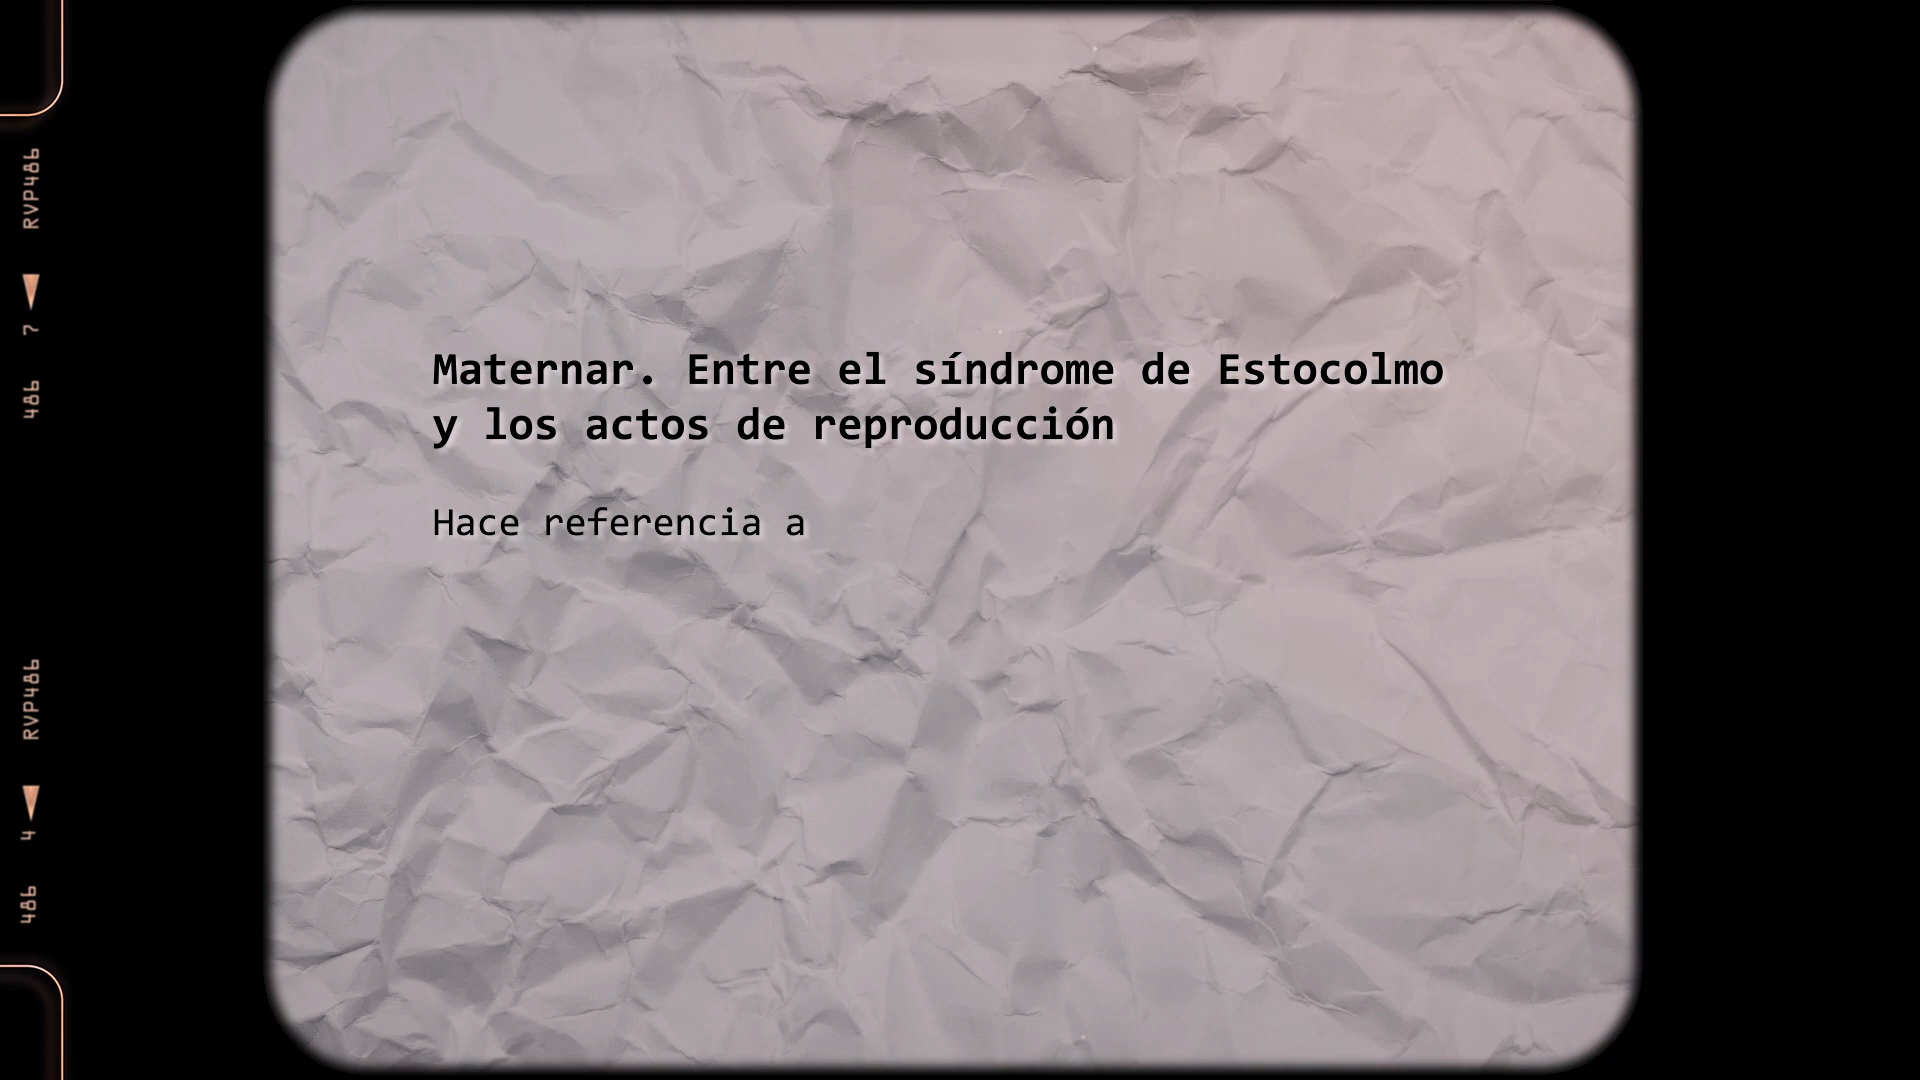 Maternar. Entre el síndrome de Estocolmo
y los actos de reproducción
Hace referencia a
RVP486
7
486
RVP486
4
486